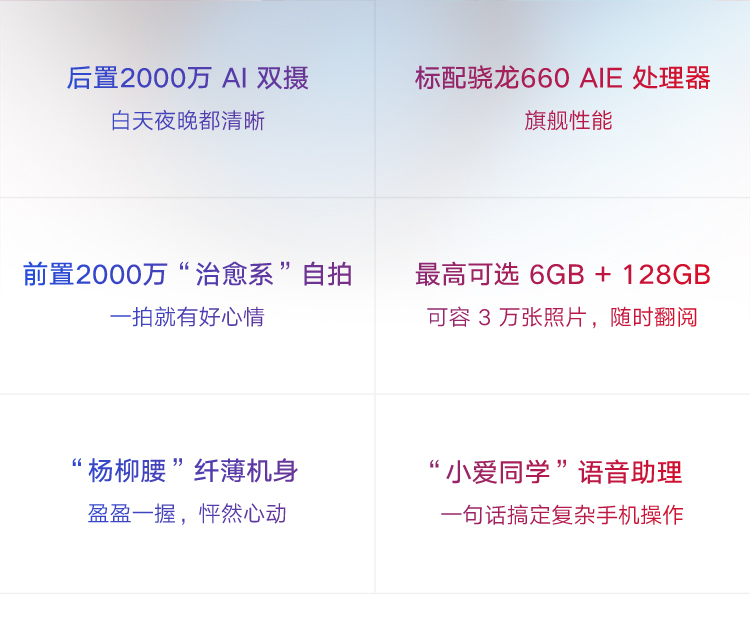 后置2000万 AI 双摄
白天夜晚都清晰
标配骁龙660 AIE 处理器
旗舰性能
前置2000万“治愈系”自拍
一拍就有好心情
最高可选 6GB + 128GB
可容 3 万张照片，随时翻阅
“杨柳腰”纤薄机身
盈盈一握，怦然心动
“小爱同学”语音助理
一句话搞定复杂手机操作